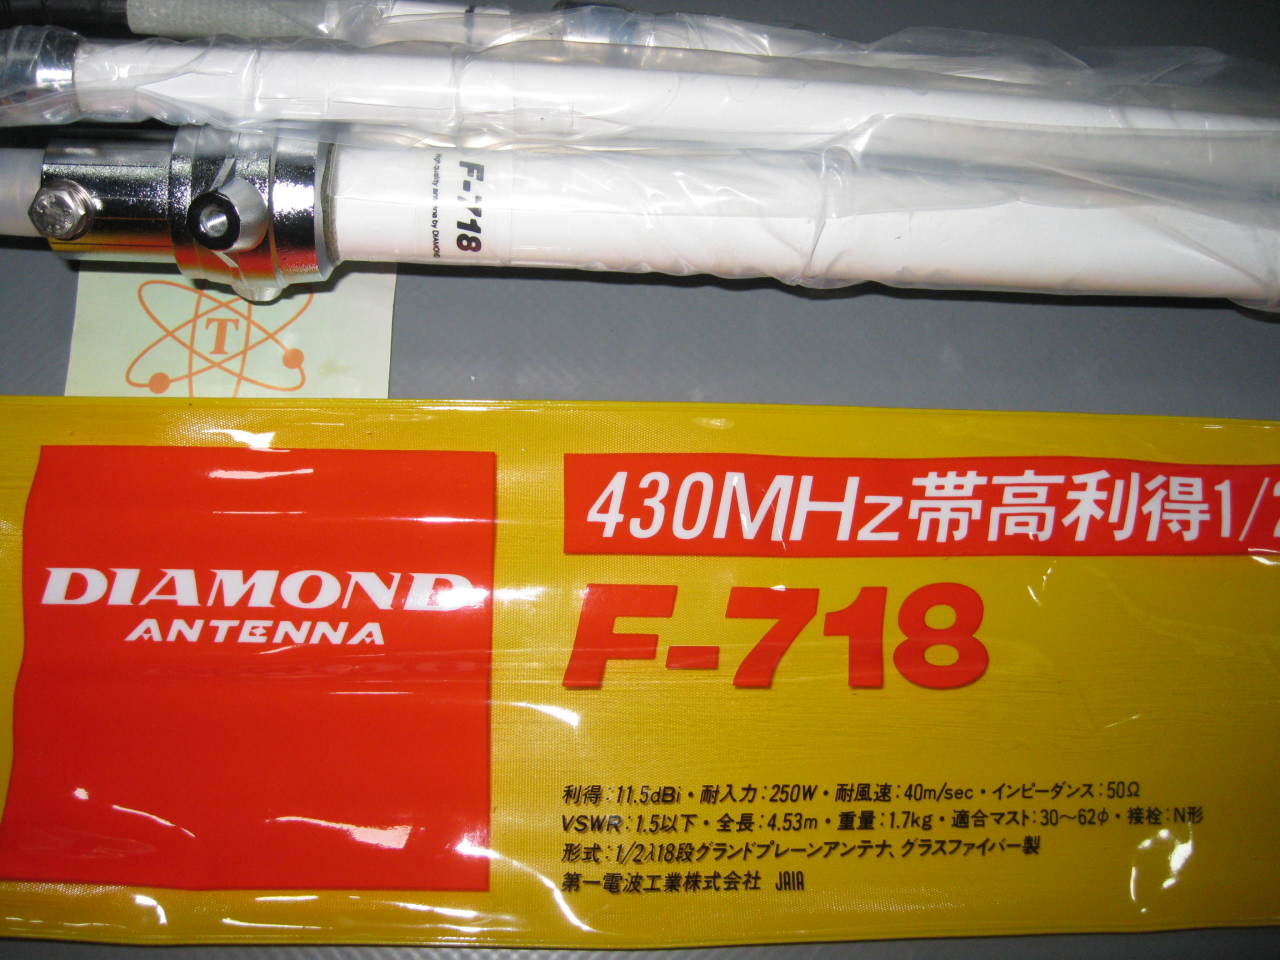 F-718
High quality antenna by DIAMOND
T
DIAMOND
ANTENNA
430MHz帯高利得1/2
F-718
利得:11.5dBi・耐入力:250W・耐風速:40m/sec・インピーダンス:50Ω
VSWR:1.5以下・全長:4.53m・重量:1.7kg・適合マスト:30〜62φ・接栓:N形
形式:1/2λ18段グランドプレーンアンテナ、グラスファイバー製
第一電波工業株式会社 JAIA